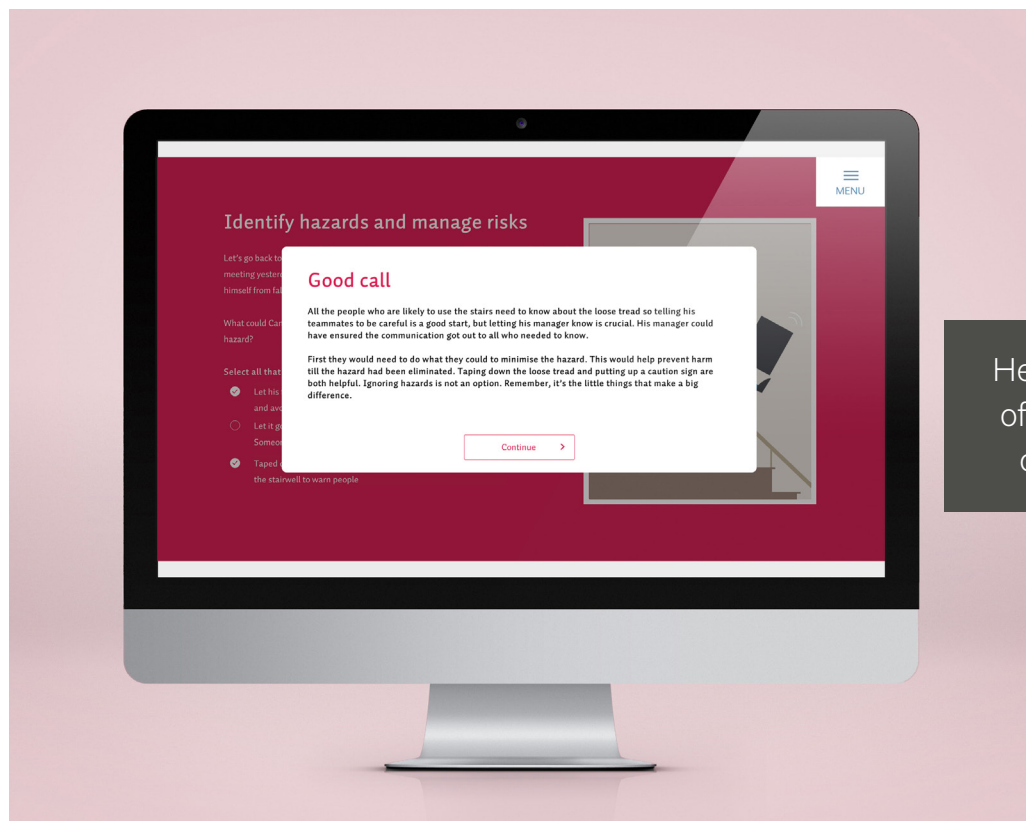 MENU
Identify hazards and manage risks
Let's go back to
meeting
himself from
What could
hazard?
Select all that
Let his
and
Let it
Taped
the stairwell to warn people
Good call
All the people who are likely to use the stairs need to know about the loose tread so telling his
teammates to be careful is a good start, but letting his manager know is crucial. His manager could
have ensured the communication got out to all who needed to know.
First they would need to do what they could to minimise the hazard. This would help prevent harm
till the hazard had been eliminated. Taping down the loose tread and putting up a caution sign are
both helpful. Ignoring hazards is not an option. Remember, it's the little things that make a big
difference.
Continue
of